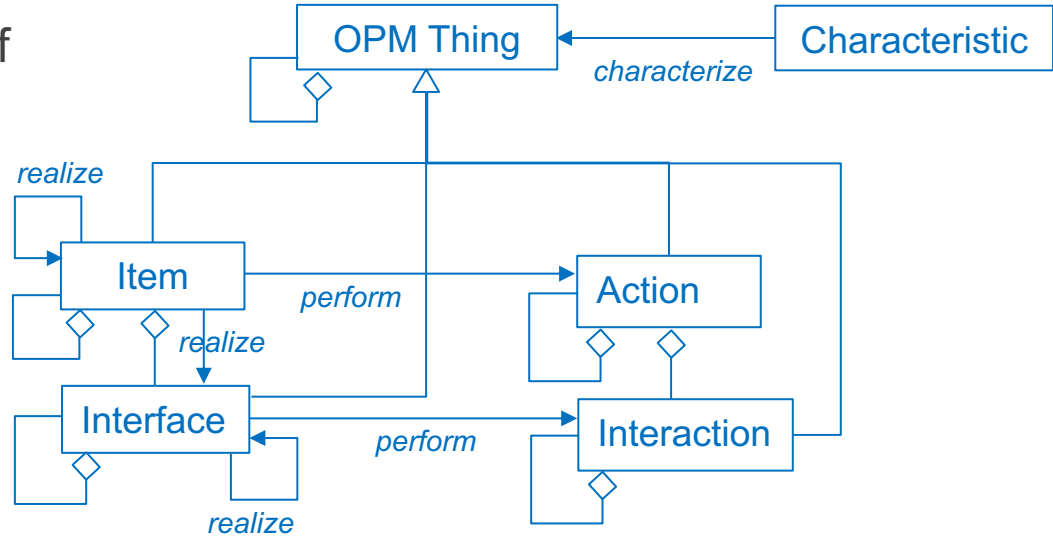 f
OPM Thing
Characteristic
characterize
realize
Item
perform
Action
realize
Interface
perform
Interaction
realize